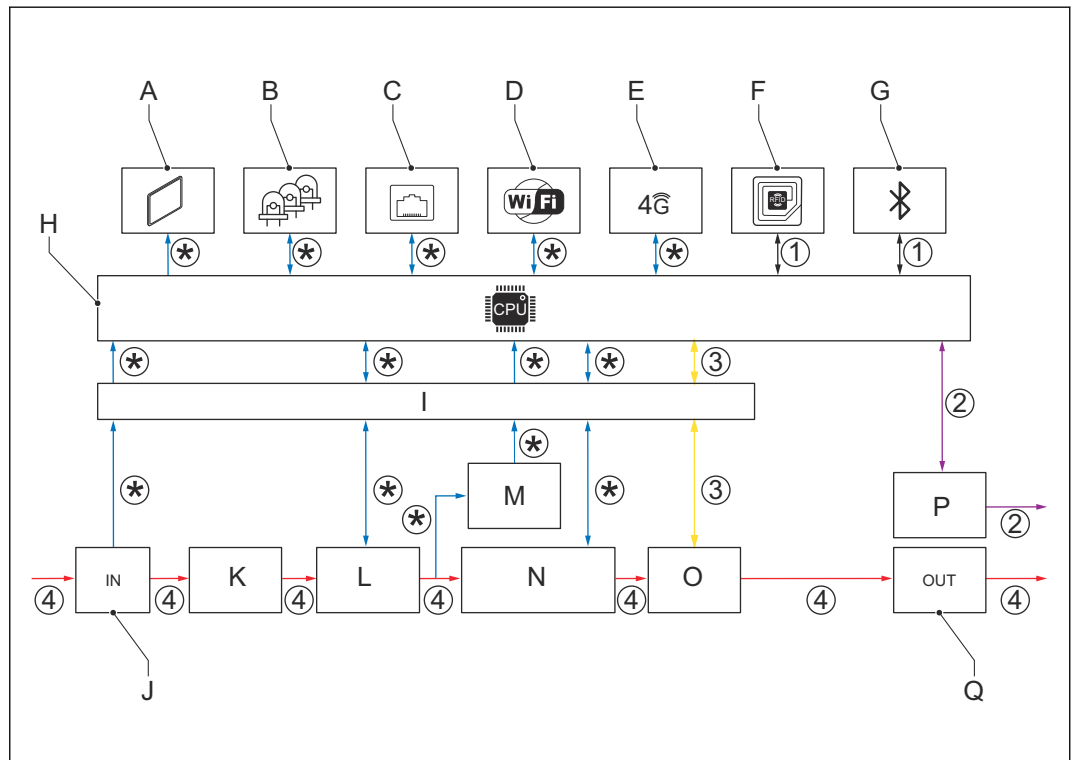 A B C D E F G
Wi Fi 4G RFID
* * * * * 1 1
H
CPU
* * * * 3
I
2
*
* * * * 3
M
P
2
IN K L N O OUT
4 4 4 4 4 4 4
J Q